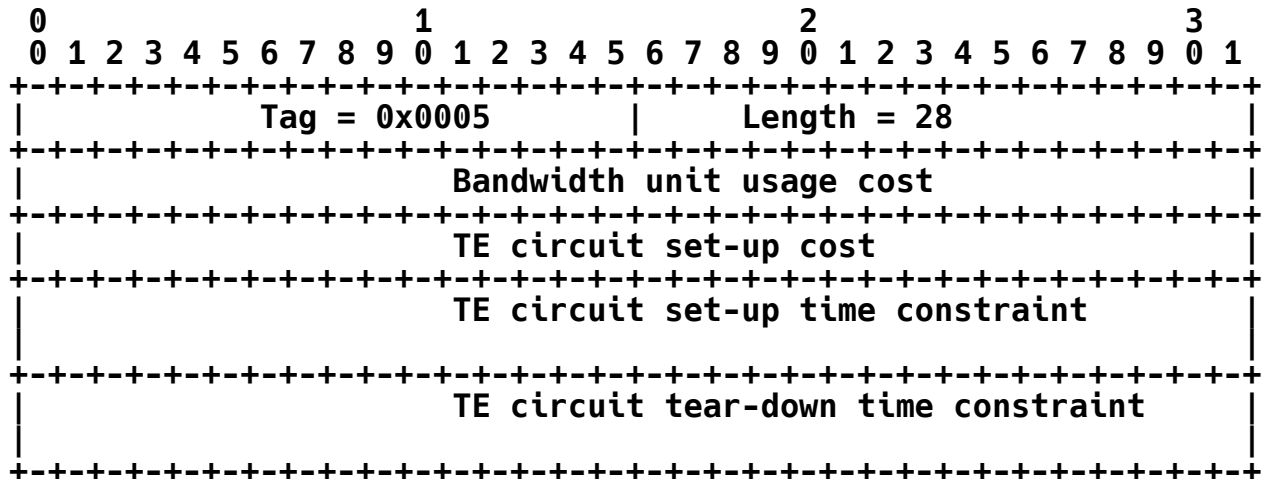 0                   1                   2                   3
 0 1 2 3 4 5 6 7 8 9 0 1 2 3 4 5 6 7 8 9 0 1 2 3 4 5 6 7 8 9 0 1
+-+-+-+-+-+-+-+-+-+-+-+-+-+-+-+-+-+-+-+-+-+-+-+-+-+-+-+-+-+-+-+-+
|            Tag = 0x0005       |     Length = 28               |
+-+-+-+-+-+-+-+-+-+-+-+-+-+-+-+-+-+-+-+-+-+-+-+-+-+-+-+-+-+-+-+-+
|                      Bandwidth unit usage cost                |
+-+-+-+-+-+-+-+-+-+-+-+-+-+-+-+-+-+-+-+-+-+-+-+-+-+-+-+-+-+-+-+-+
|                      TE circuit set-up cost                   |
+-+-+-+-+-+-+-+-+-+-+-+-+-+-+-+-+-+-+-+-+-+-+-+-+-+-+-+-+-+-+-+-+
|                      TE circuit set-up time constraint        |
|                                                               |
+-+-+-+-+-+-+-+-+-+-+-+-+-+-+-+-+-+-+-+-+-+-+-+-+-+-+-+-+-+-+-+-+
|                      TE circuit tear-down time constraint     |
|                                                               |
+-+-+-+-+-+-+-+-+-+-+-+-+-+-+-+-+-+-+-+-+-+-+-+-+-+-+-+-+-+-+-+-+